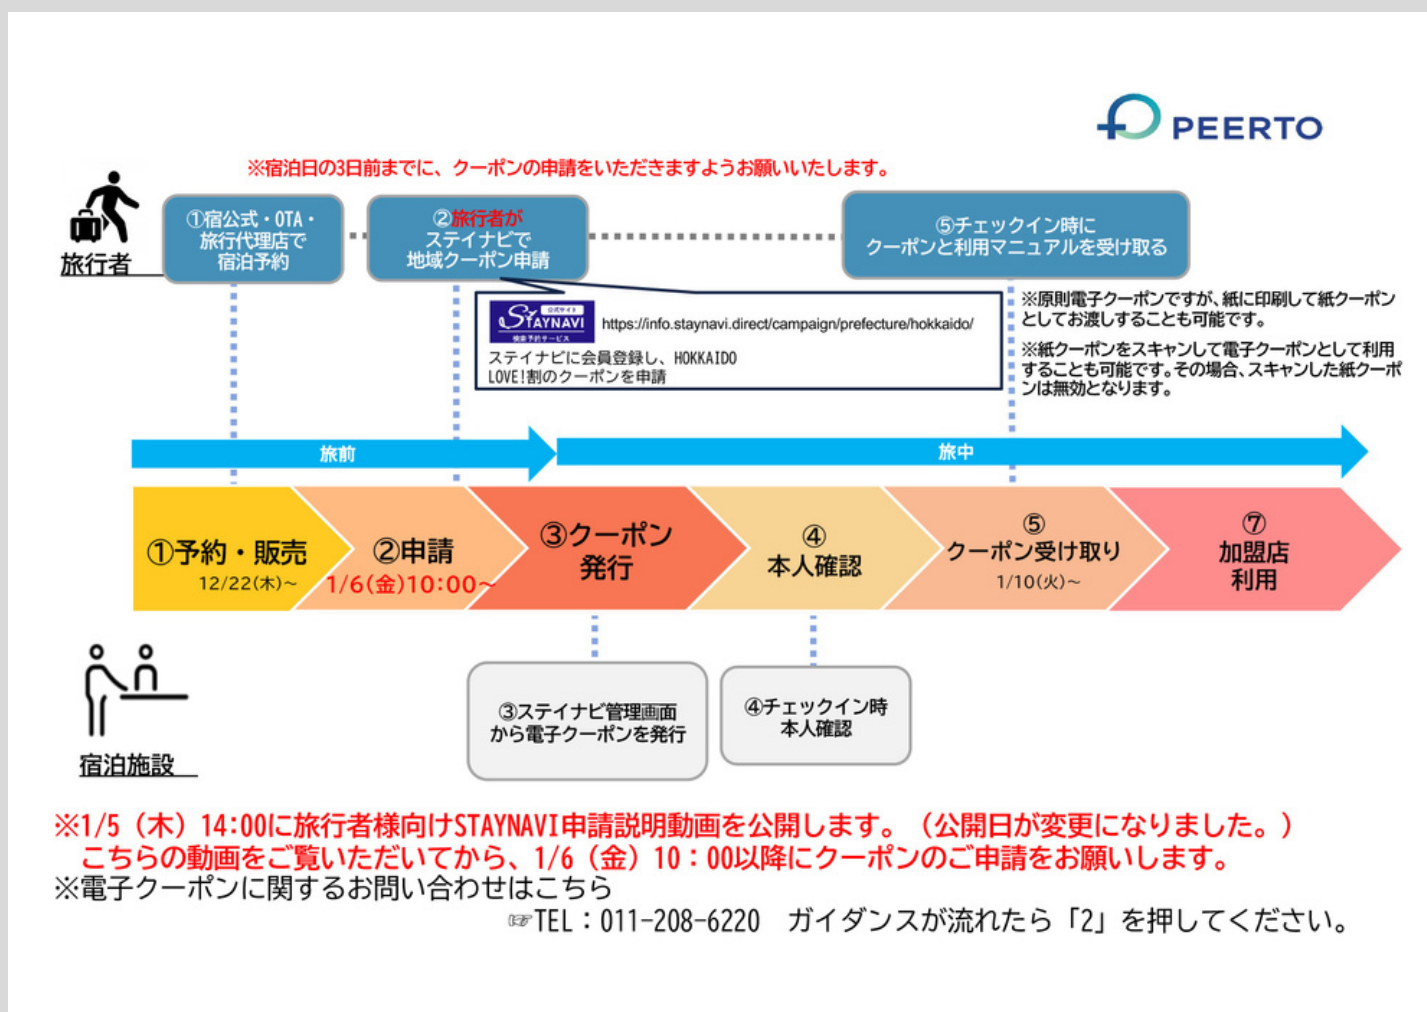 PEERTO
※宿泊日の3日前までに、クーポンの申請をいただきますようお願いいたします。
旅行者
①宿公式・OTA・
旅行代理店で
宿泊予約
②旅行者が
ステイナビで
地域クーポン申請
⑤チェックイン時に
クーポンと利用マニュアルを受け取る
公式サイト
STAYNAVI
検索予約サービス
https://info.staynavi.direct/campaign/prefecture/hokkaido/
ステイナビに会員登録し、HOKKAIDO
LOVE!割のクーポンを申請
※原則電子クーポンですが、紙に印刷して紙クーポン
としてお渡しすることも可能です。
※紙クーポンをスキャンして電子クーポンとして利用
することも可能です。その場合、スキャンした紙クーポ
ンは無効となります。
旅前
旅中
①予約・販売
12/22(木)～
②申請
1/6(金)10:00～
③クーポン
発行
④
本人確認
⑤
クーポン受け取り
1/10(火)～
⑦
加盟店
利用
宿泊施設
③ステイナビ管理画面
から電子クーポンを発行
④チェックイン時
本人確認
※1/5（木）14:00に旅行者様向けSTAYNAVI申請説明動画を公開します。（公開日が変更になりました。）
こちらの動画をご覧いただいてから、1/6（金）10：00以降にクーポンのご申請をお願いします。
※電子クーポンに関するお問い合わせはこちら
☞TEL：011-208-6220　ガイダンスが流れたら「2」を押してください。